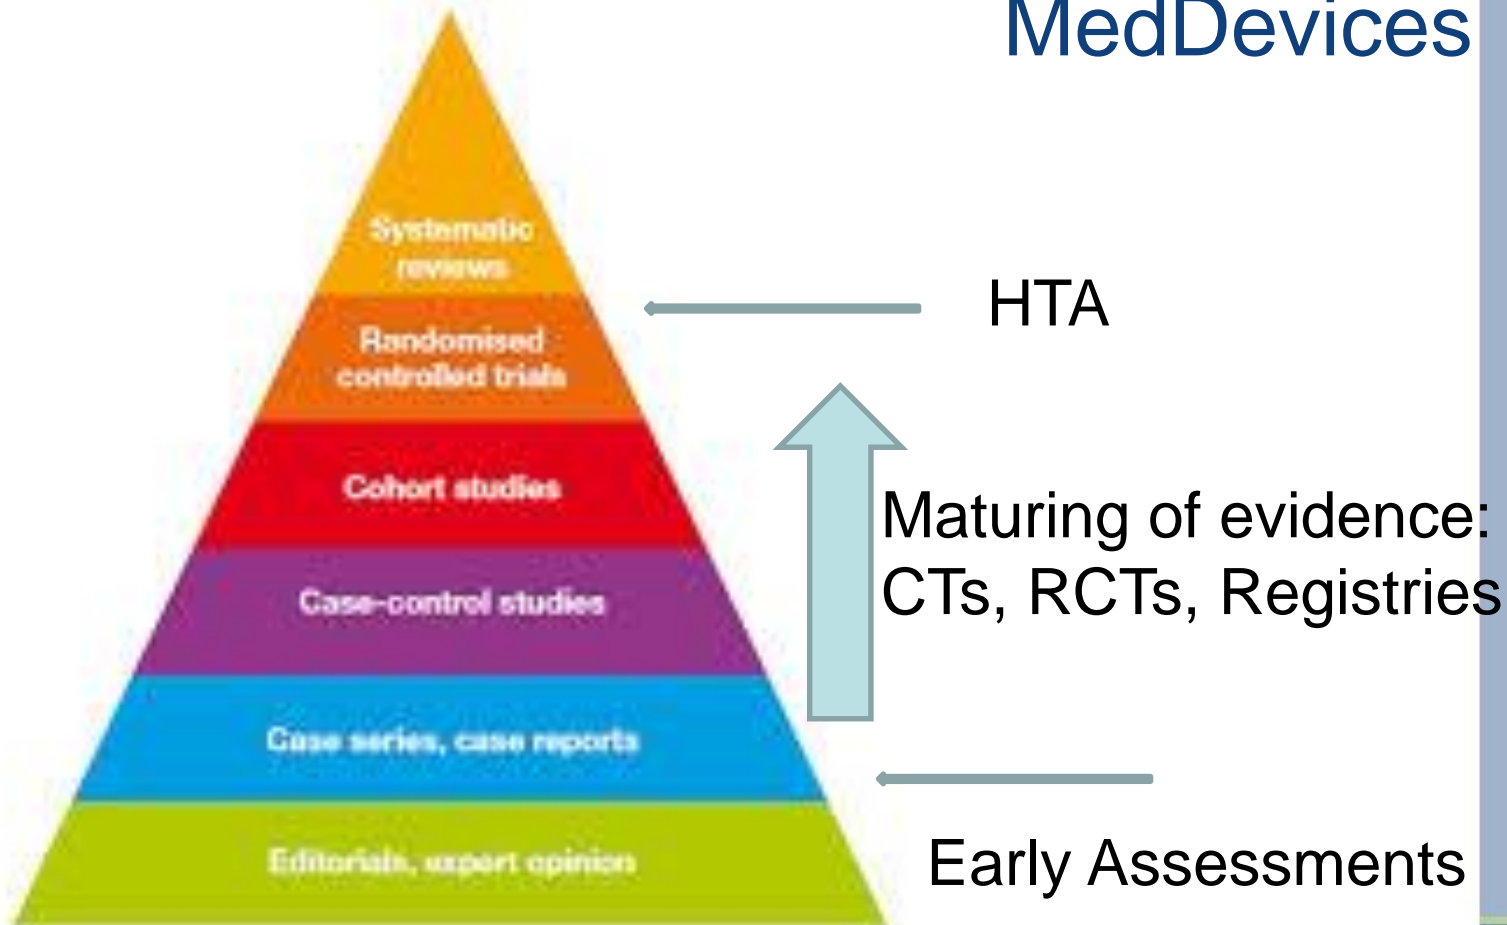 MedDevices
Systematic
reviews
HTA
Randomised
controlled trials
Cohort studies
Maturing of evidence:
CTs, RCTs, Registries
Case-control studies
Case series, case reports
Early Assessments
Editorials, expert opinion